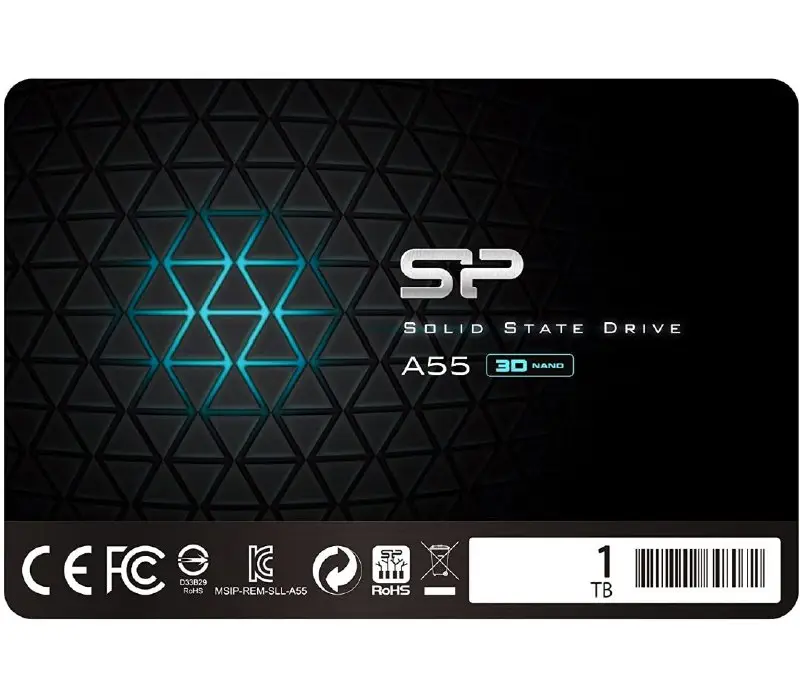 SP
SOLID STATE DRIVE
A55 3D NAND
CE FC
D33B29
RoHS
MSIP-REM-SLL-A55
SP
RoHS
1
TB